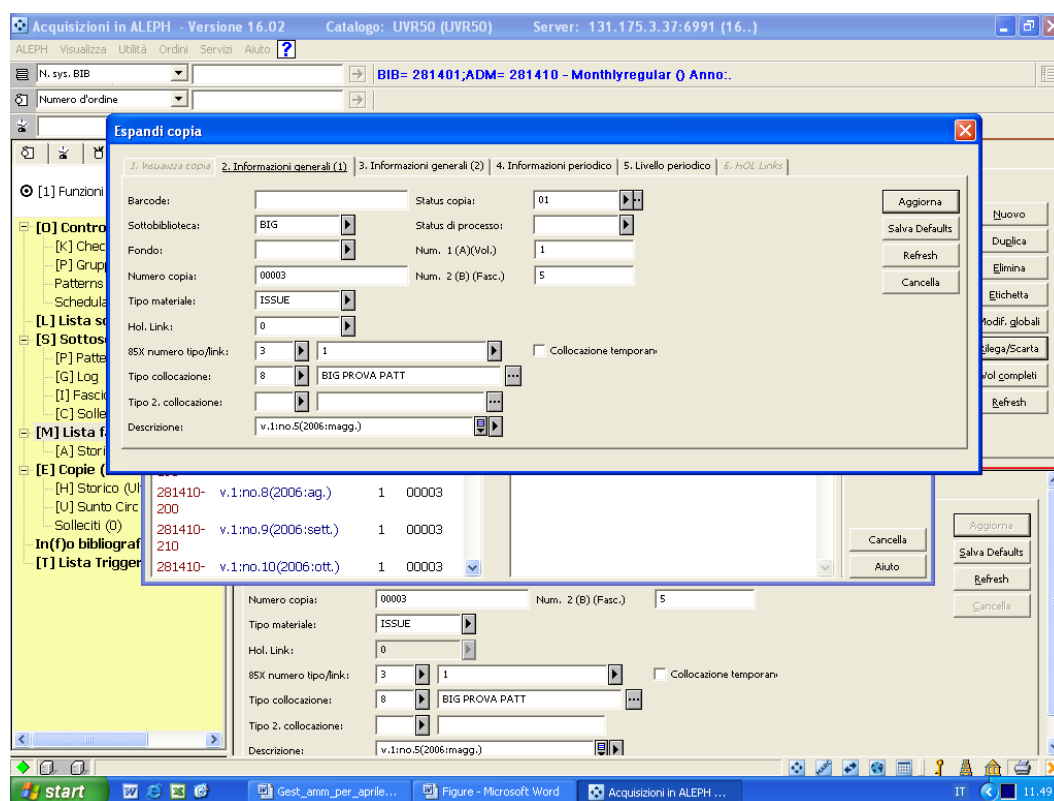 Acquisizioni in ALEPH - Versione 16.02 Catalogo: UVR50 (UVR50) Server: 131.175.3.37:6991 (16..)
ALEPH Visualizza Utilità Ordini Servizi Aiuto ?
N. sys. BIB BIB= 281401;ADM= 281410 - Monthlyregular () Anno:.
Numero d'ordine
Espandi copia
1. Visualizza copia 2. Informazioni generali (1) 3. Informazioni generali (2) 4. Informazioni periodico 5. Livello periodico 6. HOL Links
Barcode: Status copia: 01 Aggiorna
Sottobiblioteca: BIG Status di processo: Salva Defaults
Fondo: Num. 1 (A)(Vol.) 1 Refresh
Numero copia: 00003 Num. 2 (B) (Fasc.) 5 Cancella
Tipo materiale: ISSUE
Hol. Link: 0
85X numero tipo/link: 3 1 Collocazione temporan
Tipo collocazione: 8 BIG PROVA PATT
Tipo 2. collocazione:
Descrizione: v.1:no.5(2006:magg.)
[1] Funzioni
[O] Contro
[K] Chec
[P] Grup
Patterns
Schedula
[L] Lista so
[S] Sottos
[P] Patte
[G] Log
[I] Fascic
[C] Solle
[M] Lista f
[A] Stori
[E] Copie (
[H] Storico (Ul
[U] Sunto Circ
Solleciti (0)
In(f)o bibliograf
[T] Lista Trigger
Nuovo
Duplica
Elimina
Etichetta
Modif. globali
Rilega/Scarta
Vol completi
Refresh
281410- v.1:no.8(2006:ag.) 1 00003
200
281410- v.1:no.9(2006:sett.) 1 00003
210
281410- v.1:no.10(2006:ott.) 1 00003
Cancella
Aiuto
Aggiorna
Salva Defaults
Refresh
Cancella
Numero copia: 00003 Num. 2 (B) (Fasc.) 5
Tipo materiale: ISSUE
Hol. Link: 0
85X numero tipo/link: 3 1 Collocazione temporan
Tipo collocazione: 8 BIG PROVA PATT
Tipo 2. collocazione:
Descrizione: v.1:no.5(2006:magg.)
start Gest_amm_per_aprile... Figure - Microsoft Word Acquisizioni in ALEPH ... IT 11.49